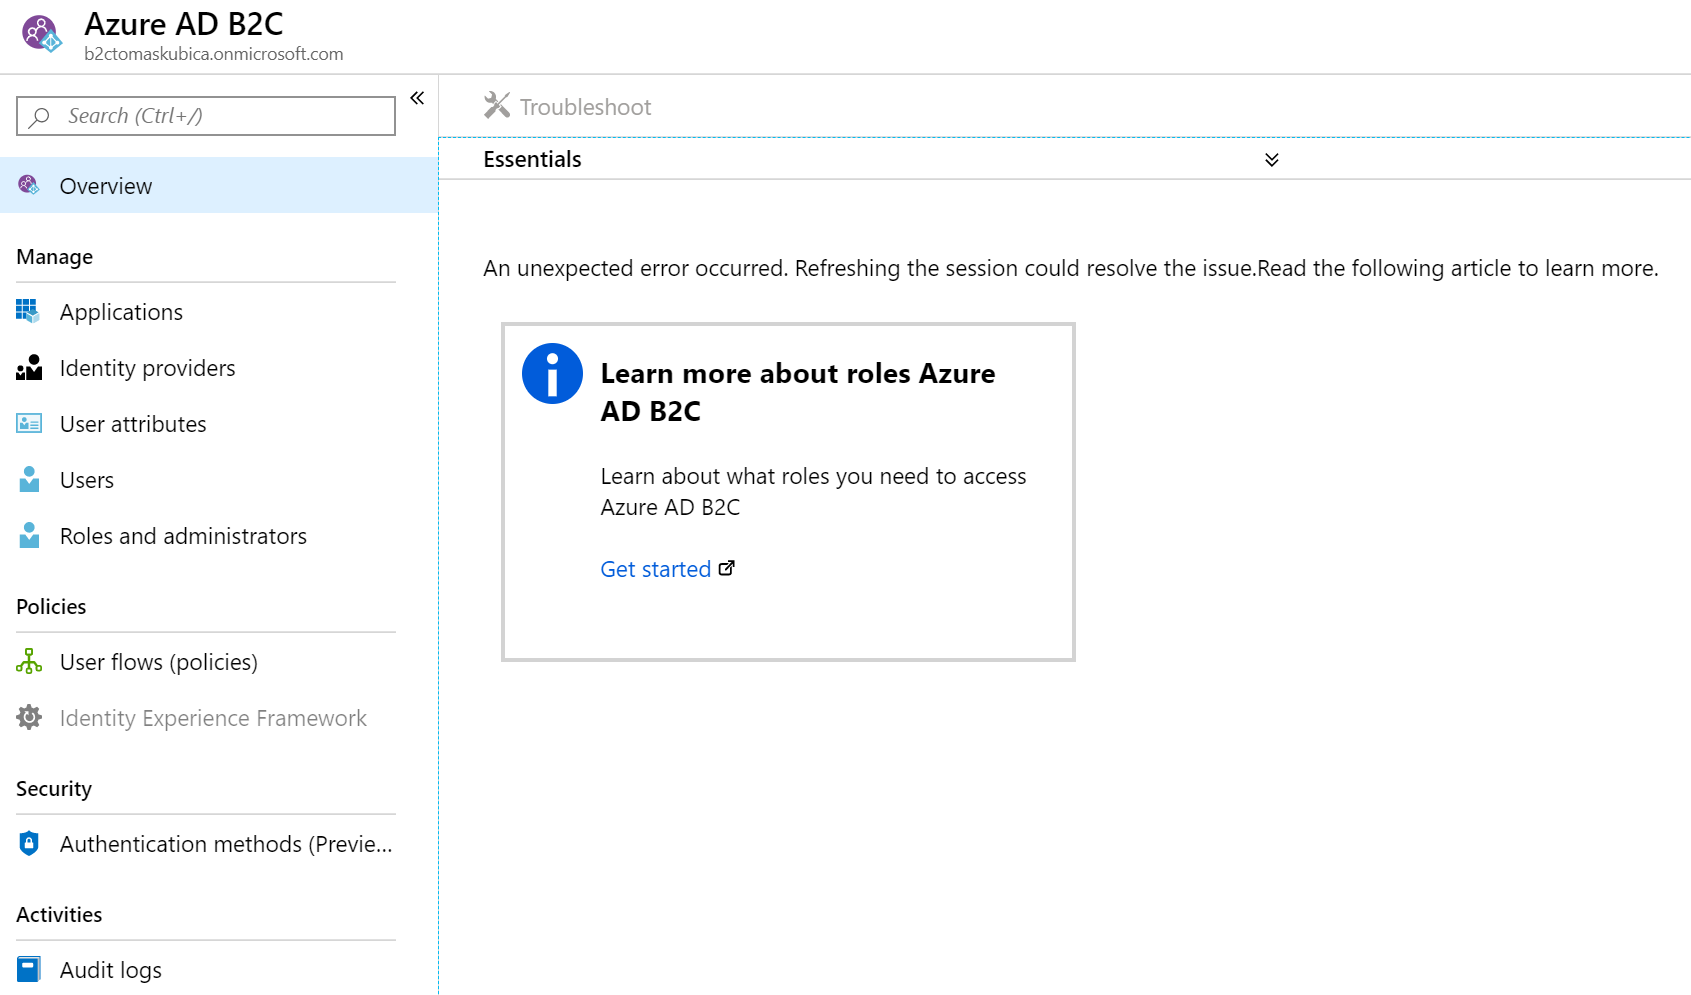 Azure AD B2C
b2ctomaskubica.onmicrosoft.com
Search (Ctrl+/)
Overview
Manage
Applications
Identity providers
User attributes
Users
Roles and administrators
Policies
User flows (policies)
Identity Experience Framework
Security
Authentication methods (Previe...
Activities
Audit logs
Troubleshoot
Essentials
An unexpected error occurred. Refreshing the session could resolve the issue.Read the following article to learn more.
Learn more about roles Azure
AD B2C
Learn about what roles you need to access
Azure AD B2C
Get started